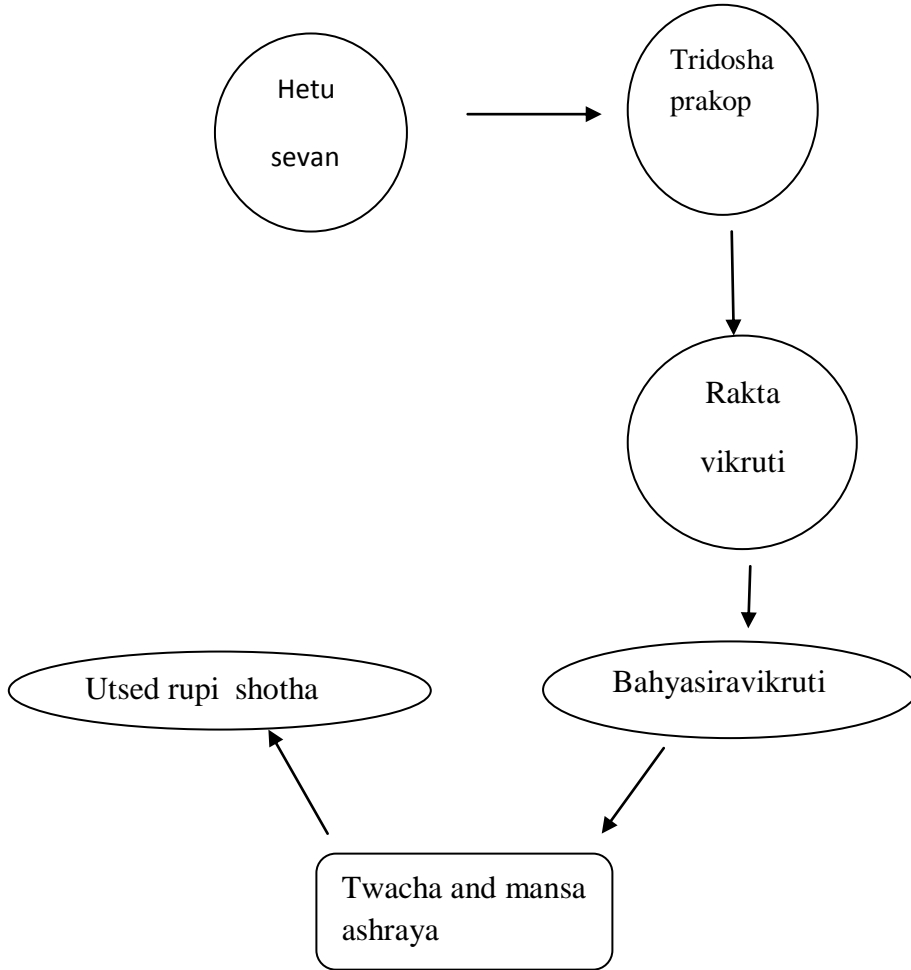 Hetu
sevan
Tridosha
prakop
Rakta
vikruti
Bahyasiravikruti
Utsed rupi  shotha
Twacha and mansa
ashraya